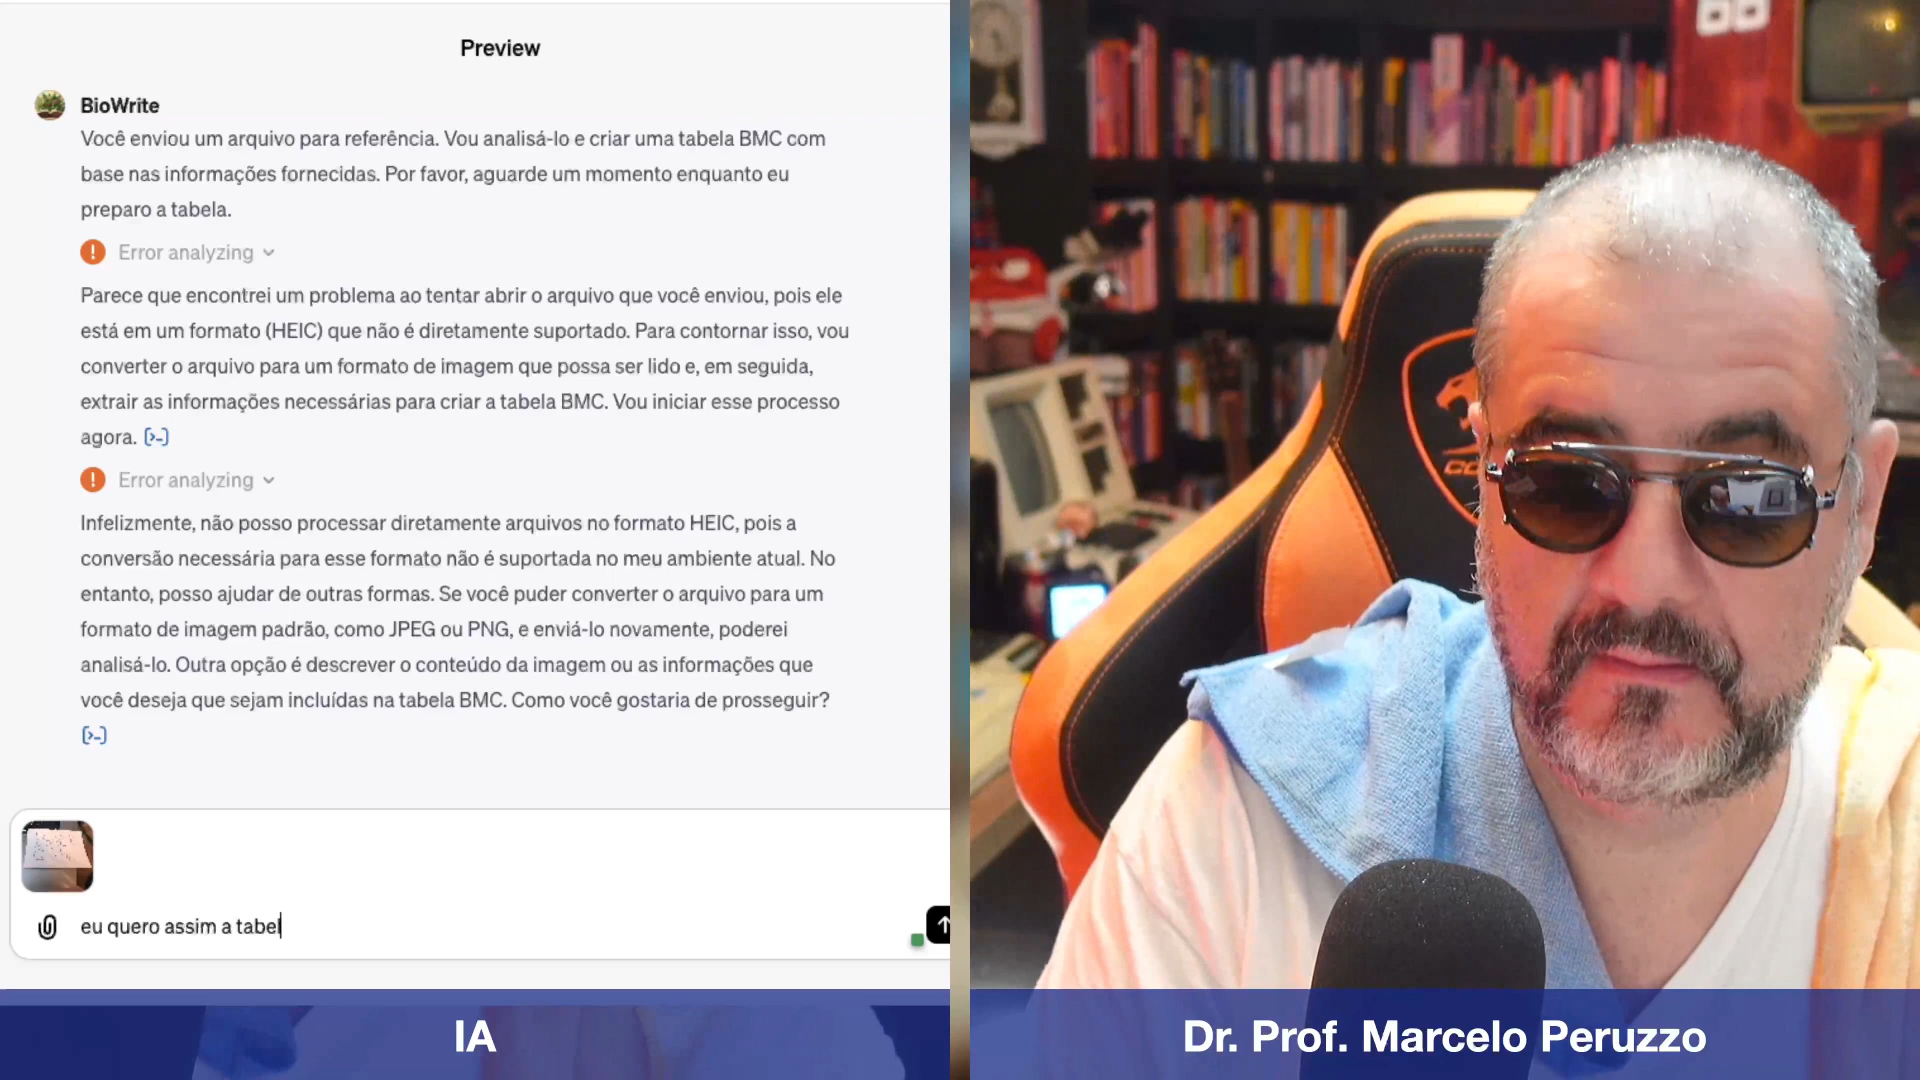 Preview
BioWrite
Você enviou um arquivo para referência. Vou analisá-lo e criar uma tabela BMC com
base nas informações fornecidas. Por favor, aguarde um momento enquanto eu
preparo a tabela.
Error analyzing
Parece que encontrei um problema ao tentar abrir o arquivo que você enviou, pois ele
está em um formato (HEIC) que não é diretamente suportado. Para contornar isso, vou
converter o arquivo para um formato de imagem que possa ser lido e, em seguida,
extrair as informações necessárias para criar a tabela BMC. Vou iniciar esse processo
agora. [>-]
Error analyzing
Infelizmente, não posso processar diretamente arquivos no formato HEIC, pois a
conversão necessária para esse formato não é suportada no meu ambiente atual. No
entanto, posso ajudar de outras formas. Se você puder converter o arquivo para um
formato de imagem padrão, como JPEG ou PNG, e enviá-lo novamente, poderei
analisá-lo. Outra opção é descrever o conteúdo da imagem ou as informações que
você deseja que sejam incluídas na tabela BMC. Como você gostaria de prosseguir?
[>-]
eu quero assim a tabel
IA
Dr. Prof. Marcelo Peruzzo